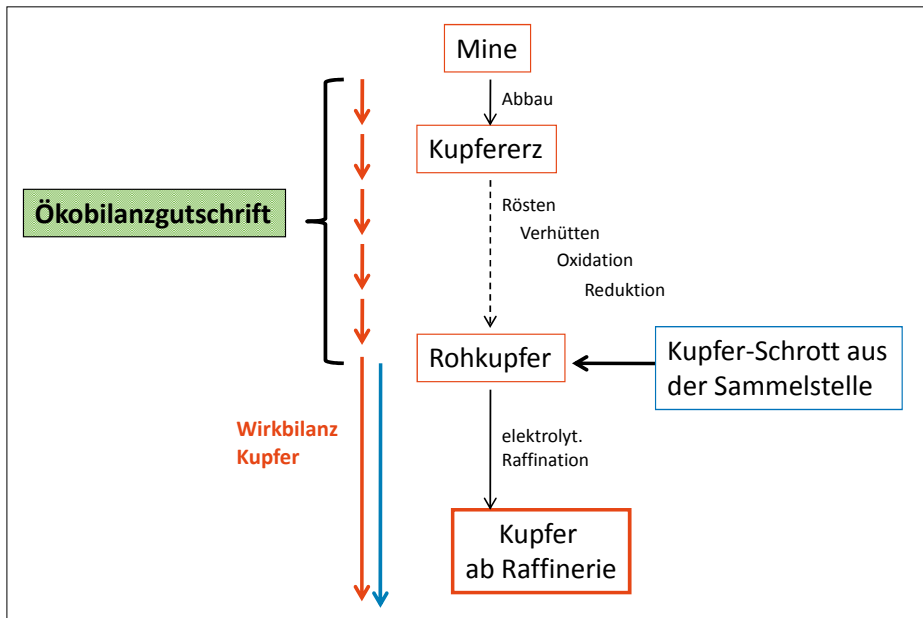 Mine
Abbau
Kupfererz
Ökobilanzgutschrift
Rösten
Verhütten
Oxidation
Reduktion
Rohkupfer
Kupfer-Schrott aus
der Sammelstelle
Wirkbilanz
Kupfer
elektrolyt.
Raffination
Kupfer
ab Raffinerie